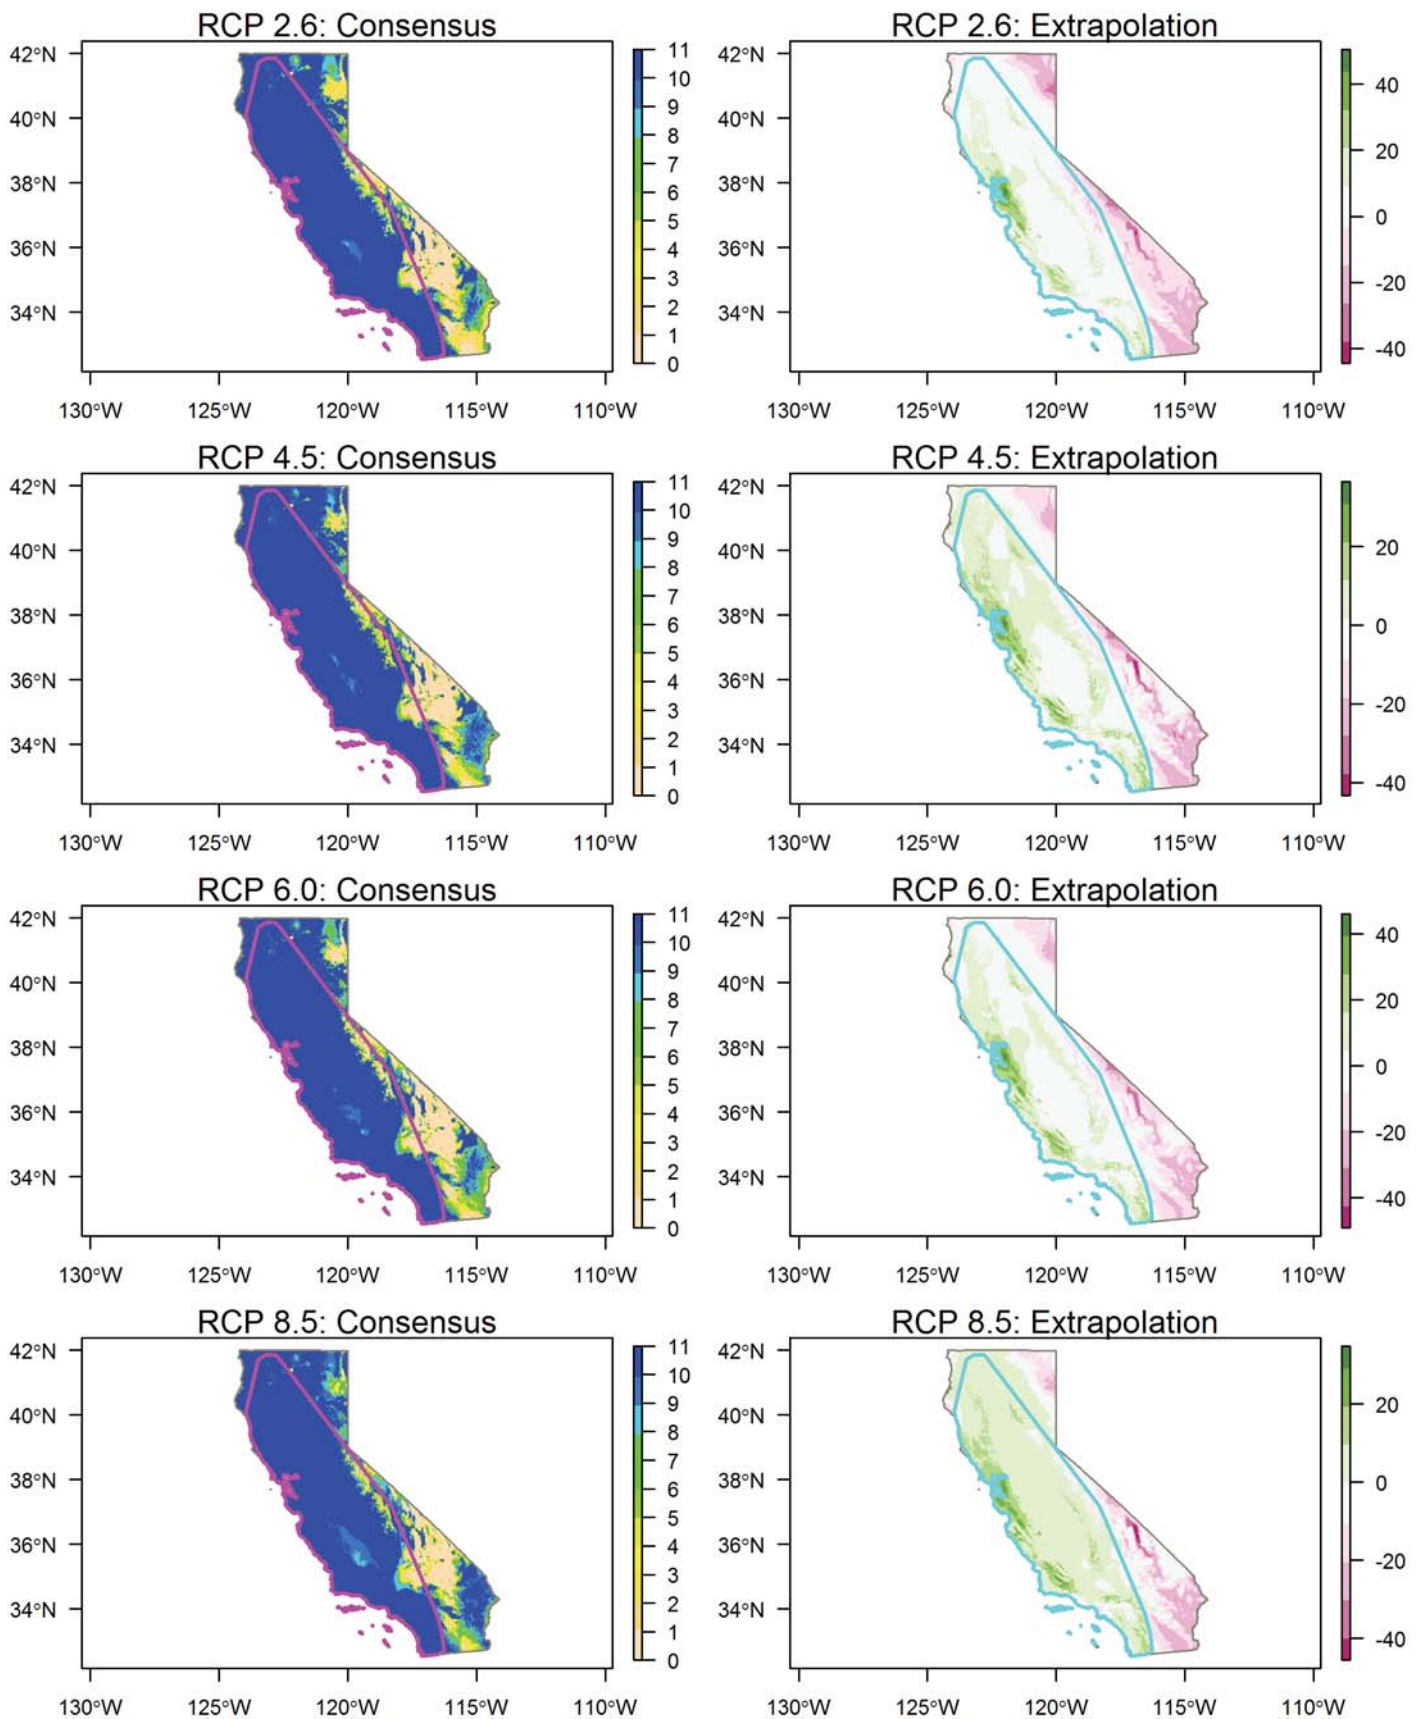 RCP 2.6: Consensus
42°N
40°N
38°N
36°N
34°N
11
10
9
8
7
6
5
4
3
2
1
0
130°W 125°W 120°W 115°W 110°W
RCP 2.6: Extrapolation
42°N
40°N
38°N
36°N
34°N
40
20
0
-20
-40
130°W 125°W 120°W 115°W 110°W
RCP 4.5: Consensus
42°N
40°N
38°N
36°N
34°N
11
10
9
8
7
6
5
4
3
2
1
0
130°W 125°W 120°W 115°W 110°W
RCP 4.5: Extrapolation
42°N
40°N
38°N
36°N
34°N
20
0
-20
-40
130°W 125°W 120°W 115°W 110°W
RCP 6.0: Consensus
42°N
40°N
38°N
36°N
34°N
11
10
9
8
7
6
5
4
3
2
1
0
130°W 125°W 120°W 115°W 110°W
RCP 6.0: Extrapolation
42°N
40°N
38°N
36°N
34°N
40
20
0
-20
-40
130°W 125°W 120°W 115°W 110°W
RCP 8.5: Consensus
42°N
40°N
38°N
36°N
34°N
11
10
9
8
7
6
5
4
3
2
1
0
130°W 125°W 120°W 115°W 110°W
RCP 8.5: Extrapolation
42°N
40°N
38°N
36°N
34°N
20
0
-20
-40
130°W 125°W 120°W 115°W 110°W